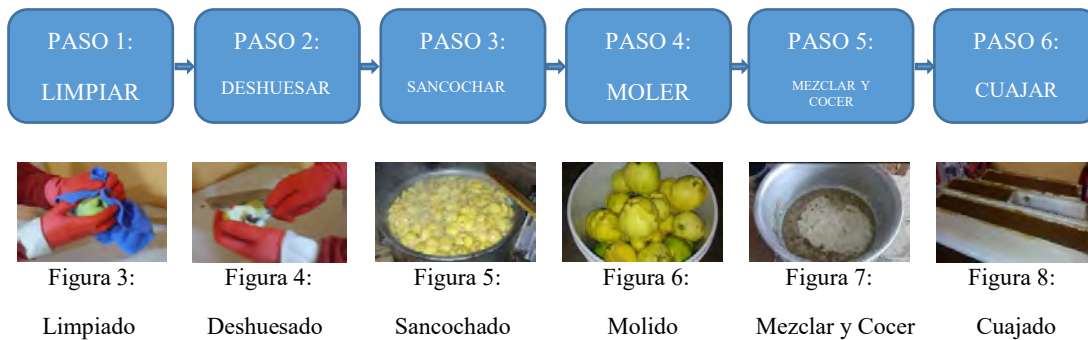 PASO 1:
LIMPIAR
PASO 2:
DESHUESAR
PASO 3:
SANCOCHAR
PASO 4:
MOLER
PASO 5:
MEZCLAR Y
COCER
PASO 6:
CUAJAR
Figura 3:
Limpiado
Figura 4:
Deshuesado
Figura 5:
Sancochado
Figura 6:
Molido
Figura 7:
Mezclar y Cocer
Figura 8:
Cuajado